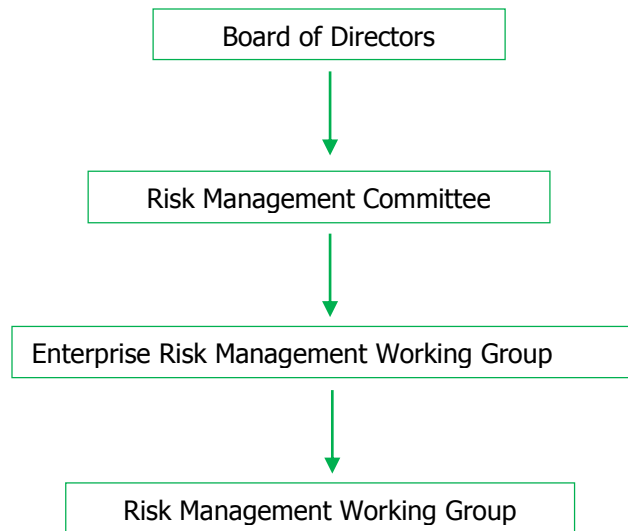 Board of Directors
Risk Management Committee
Enterprise Risk Management Working Group
Risk Management Working Group